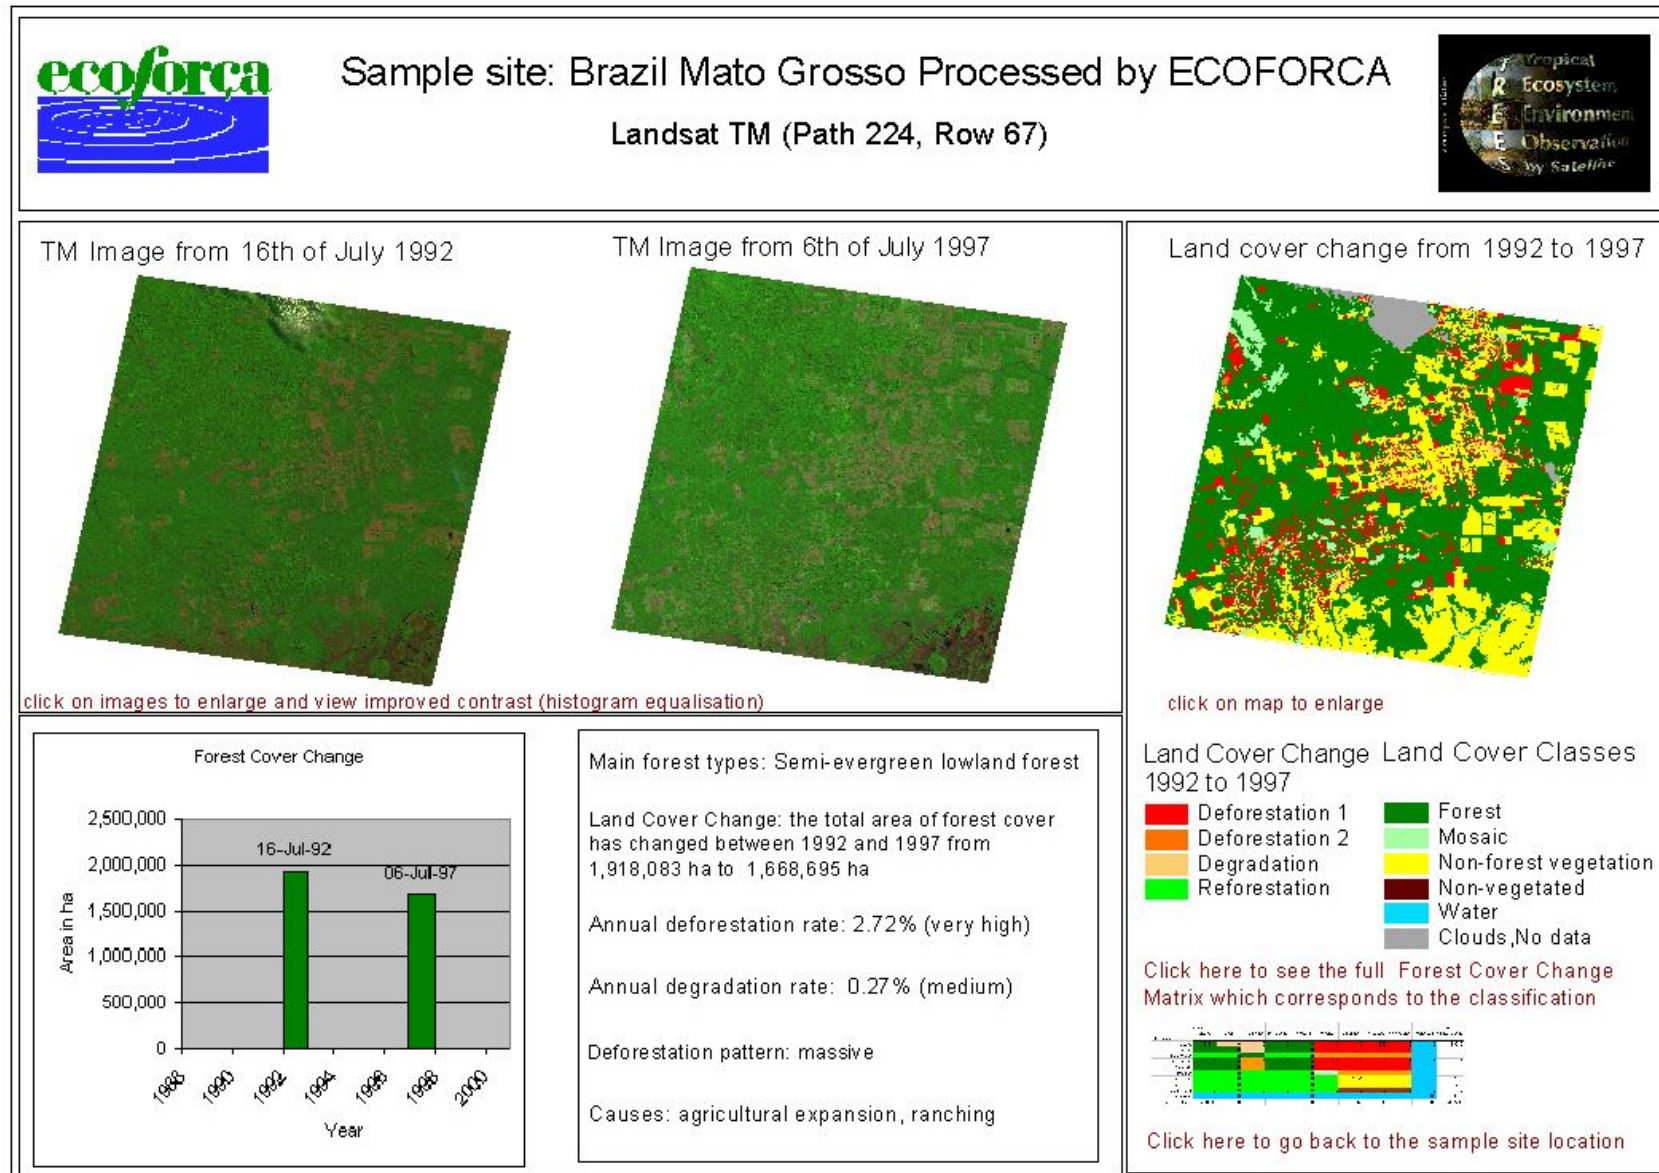 ecoforça
Sample site: Brazil Mato Grosso Processed by ECOFORCA
Landsat TM (Path 224, Row 67)
Tropical
Ecosystem
Environment
Observation
by Satellite
TREES
TM Image from 16th of July 1992
TM Image from 6th of July 1997
click on images to enlarge and view improved contrast (histogram equalisation)
Land cover change from 1992 to 1997
click on map to enlarge
Forest Cover Change
2,500,000
2,000,000
1,500,000
1,000,000
500,000
0
Area in ha
16-Jul-92
06-Jul-97
1988
1990
1992
1994
1996
1998
2000
Year
Main forest types: Semi-evergreen lowland forest
Land Cover Change: the total area of forest cover
has changed between 1992 and 1997 from
1,918,083 ha to 1,668,695 ha
Annual deforestation rate: 2.72% (very high)
Annual degradation rate: 0.27% (medium)
Deforestation pattern: massive
Causes: agricultural expansion, ranching
Land Cover Change
1992 to 1997
Deforestation 1
Deforestation 2
Degradation
Reforestation
Land Cover Classes
Forest
Mosaic
Non-forest vegetation
Non-vegetated
Water
Clouds,No data
Click here to see the full Forest Cover Change
Matrix which corresponds to the classification
Click here to go back to the sample site location